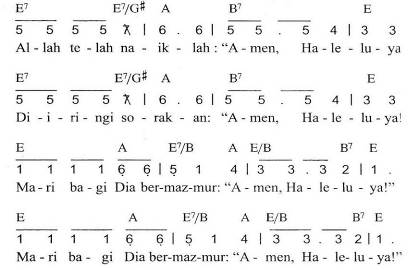 E7 E7/G# A B7 E
5 5 5 5 7 | 6 . 6 | 5 5 . 5 4 | 3 3
Al - lah te - lah na - ik - lah : “A - men, Ha - le - lu - ya
E7 E7/G# A B7 E
5 5 5 5 7 | 6 . 6 | 5 5 . 5 4 | 3 3
Di - i - ri - ngi so - rak - an: “A - men, Ha - le - lu - ya!
E A E7/B A E/B B7 E
1 1 1 1 6 6 | 5 1 4 | 3 3 . 3 2 | 1 .
Ma - ri ba - gi Dia ber-maz-mur: “A - men, Ha - le - lu - ya!”
E A E7/B A E/B B7 E
1 1 1 1 6 6 | 5 1 4 | 3 3 . 3 2 | 1 .
Ma - ri ba - gi Dia ber-maz-mur: “A - men, Ha - le- lu - ya!”